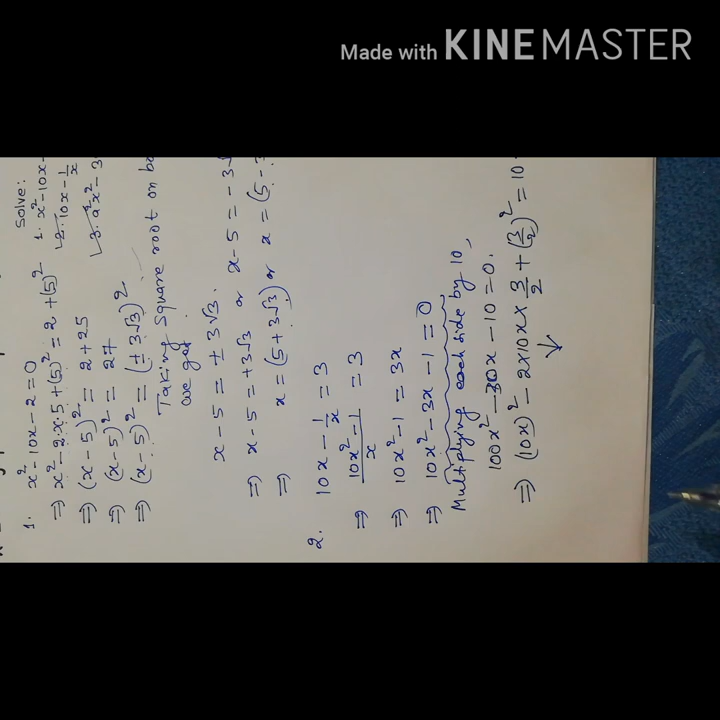 Made with KINEMASTER
1. x² - 10x - 2 = 0
⇒ x² - 2·x·5 + (5)² = 2 + (5)²
⇒ (x - 5)² = 2 + 25
⇒ (x - 5)² = 27
⇒ (x - 5)² = (± 3√3)²
Taking Square root on bo
we get
x - 5 = ± 3√3.
⇒ x - 5 = +3√3 or x - 5 = - 3√
⇒ x = (5 + 3√3) or x = (5 -
Solve:
1. x² - 10x -
2. 10x - 1/x
3. a²x² - 3
2. 10x - 1/x = 3
⇒ (10x² - 1)/x = 3
⇒ 10x² - 1 = 3x
⇒ 10x² - 3x - 1 = 0
Multiplying each side by 10,
100x² - 30x - 10 = 0.
⇒ (10x)² - 2×10x × 3/2 + (3/2)² = 10